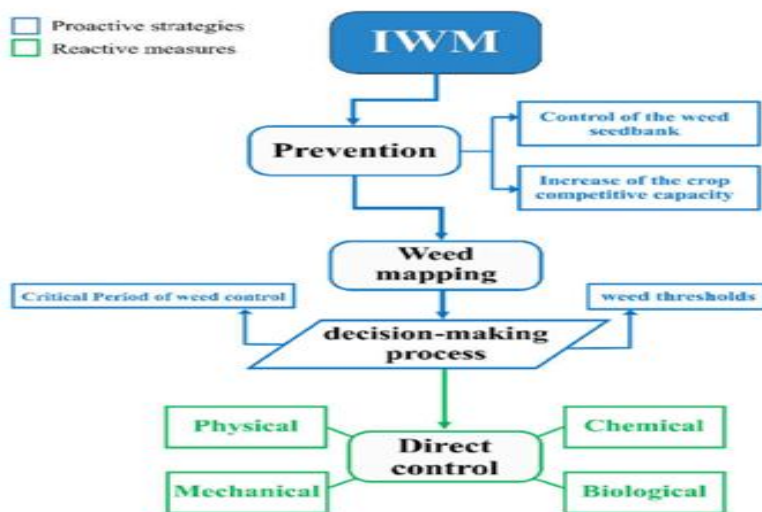 Proactive strategies
Reactive measures
IWM
Prevention
Control of the weed
seedbank
Increase of the crop
competitive capacity
Weed
mapping
Critical Period of weed control
weed thresholds
decision-making
process
Physical
Chemical
Direct
control
Mechanical
Biological